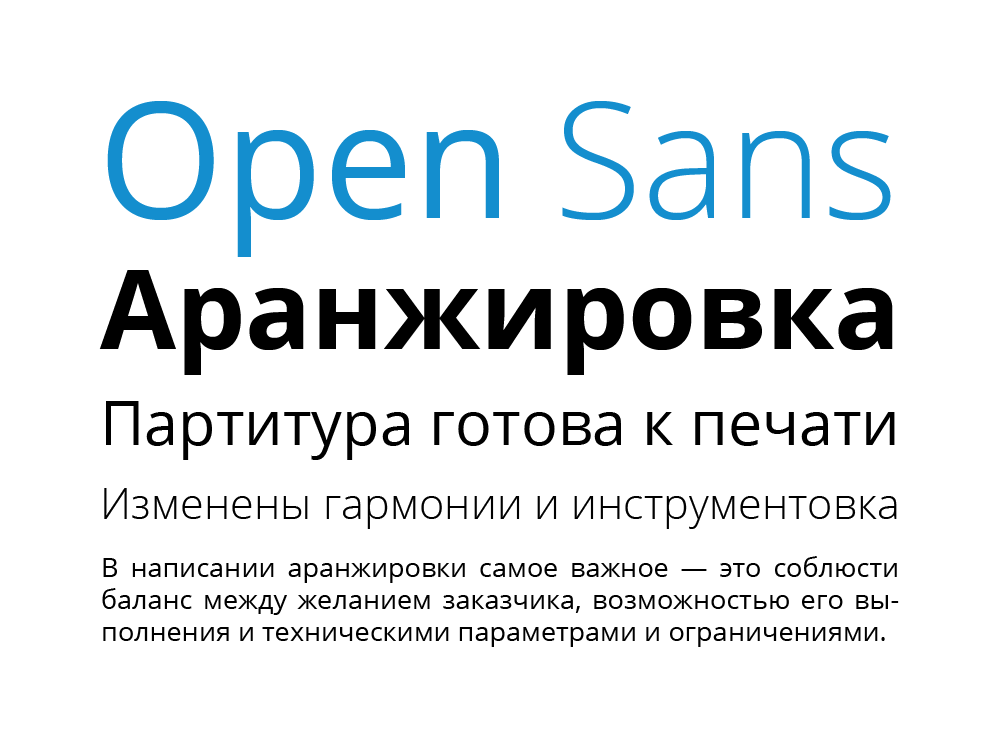 Open Sans
Аранжировка
Партитура готова к печати
Изменены гармонии и инструментовка
В написании аранжировки самое важное — это соблюсти
баланс между желанием заказчика, возможностью его вы-
полнения и техническими параметрами и ограничениями.